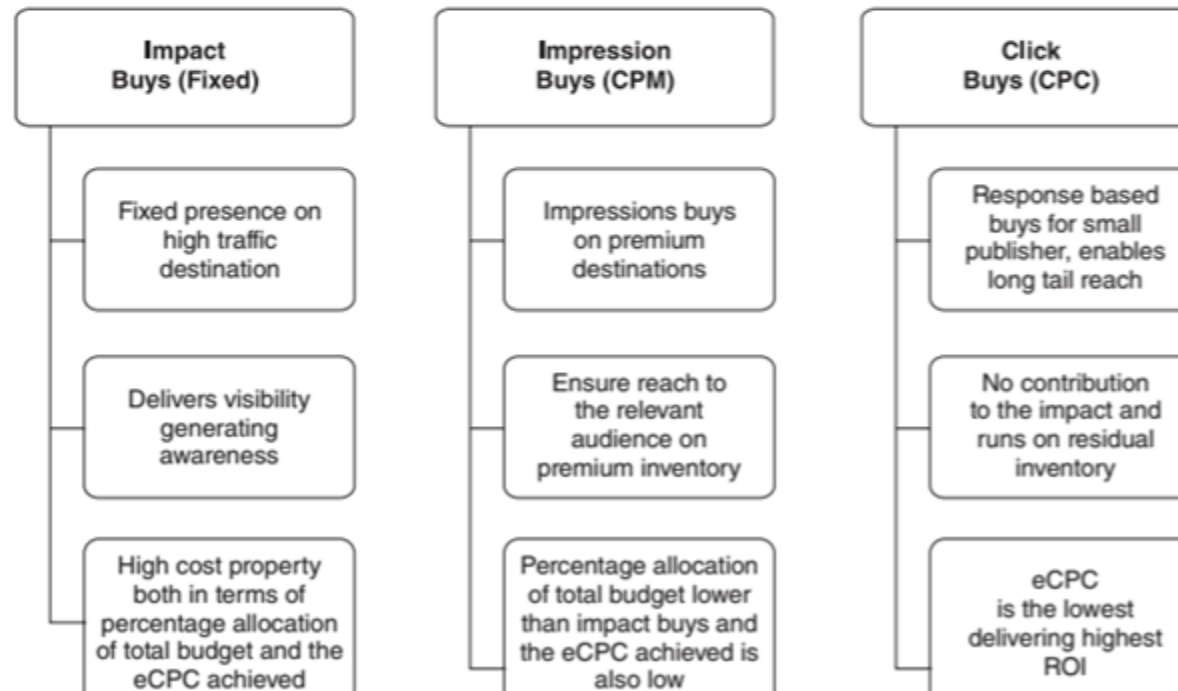 Impact
Buys (Fixed)
Fixed presence on
high traffic
destination
Delivers visibility
generating
awareness
High cost property
both in terms of
percentage allocation
of total budget and the
eCPC achieved
Impression
Buys (CPM)
Impressions buys
on premium
destinations
Ensure reach to
the relevant
audience on
premium inventory
Percentage allocation
of total budget lower
than impact buys and
the eCPC achieved is
also low
Click
Buys (CPC)
Response based
buys for small
publisher, enables
long tail reach
No contribution
to the impact and
runs on residual
inventory
eCPC
is the lowest
delivering highest
ROI